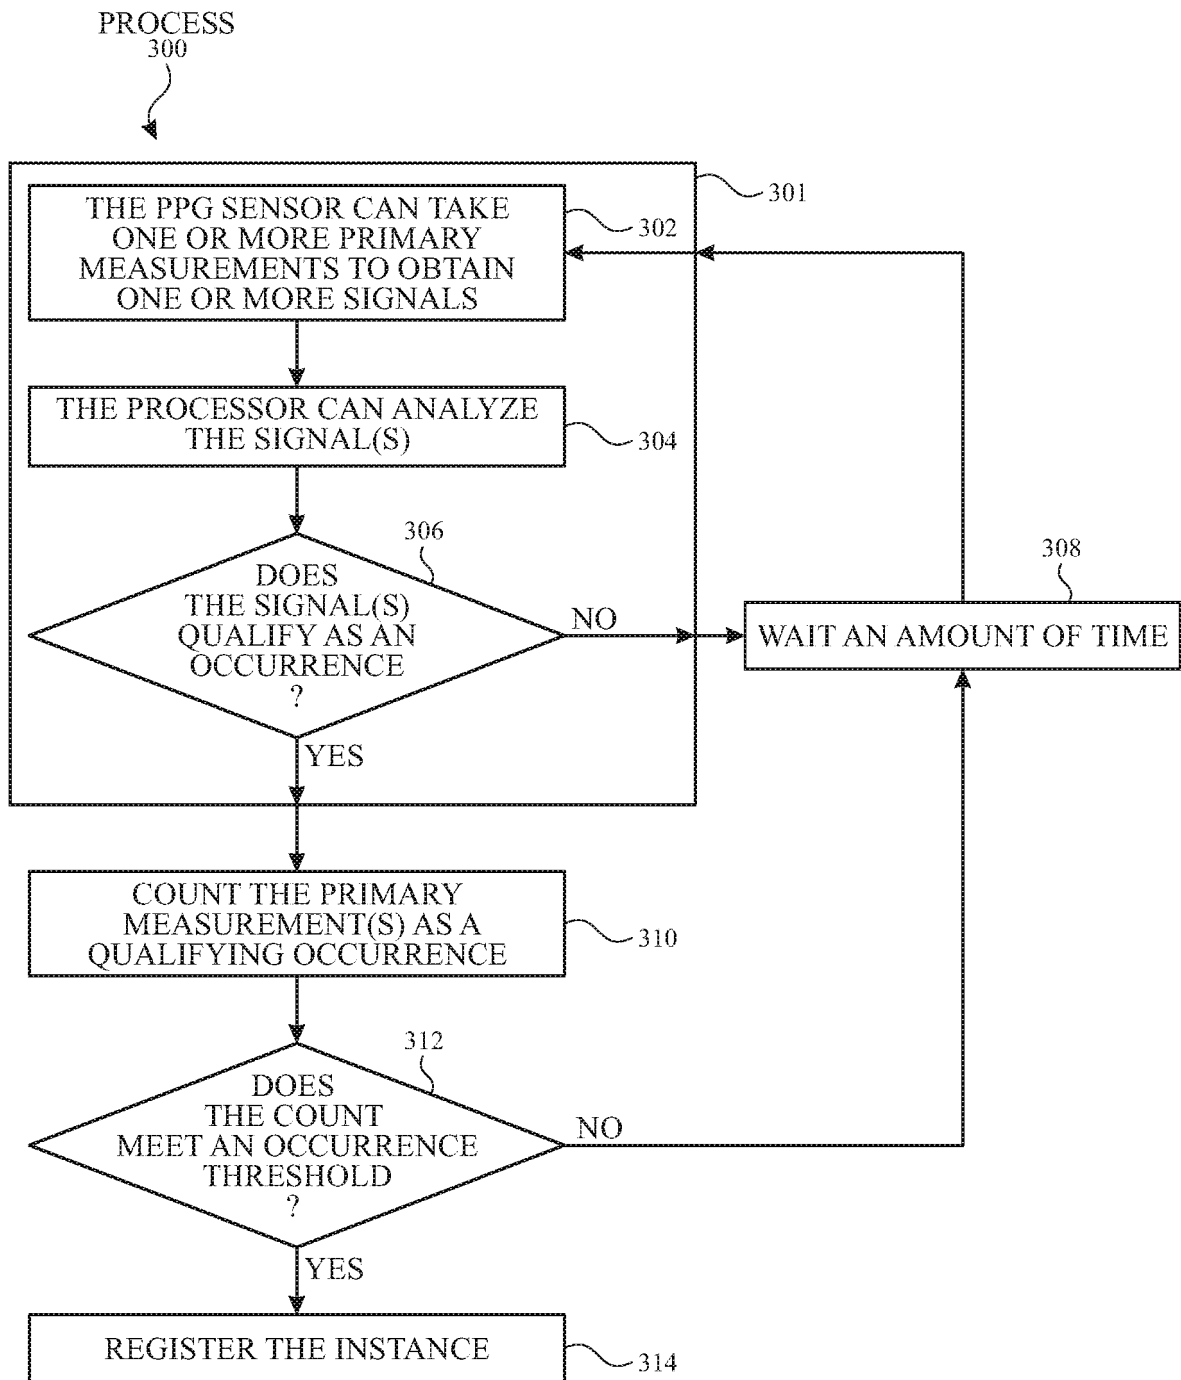 PROCESS
300
301
THE PPG SENSOR CAN TAKE
ONE OR MORE PRIMARY
MEASUREMENTS TO OBTAIN
ONE OR MORE SIGNALS
302
THE PROCESSOR CAN ANALYZE
THE SIGNAL(S)
304
306
DOES
THE SIGNAL(S)
QUALIFY AS AN
OCCURRENCE
?
NO
308
WAIT AN AMOUNT OF TIME
YES
COUNT THE PRIMARY
MEASUREMENT(S) AS A
QUALIFYING OCCURRENCE
310
312
DOES
THE COUNT
MEET AN OCCURRENCE
THRESHOLD
?
NO
YES
REGISTER THE INSTANCE
314